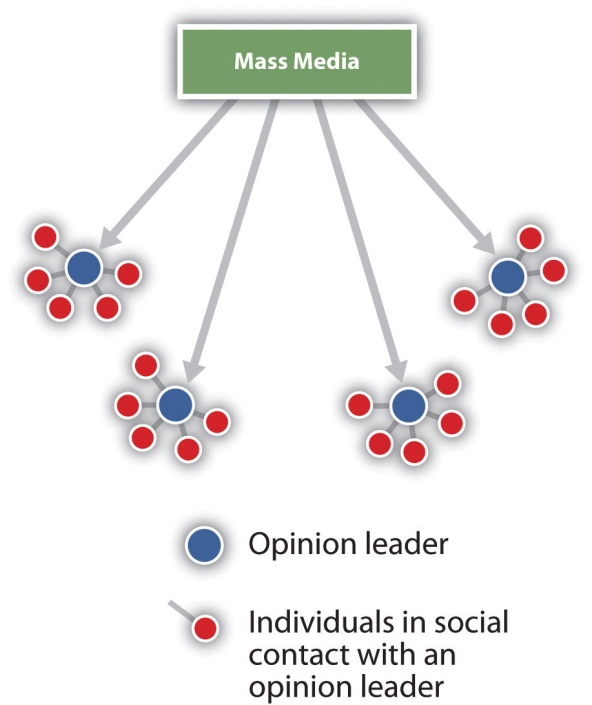 Mass Media
Opinion leader
Individuals in social
contact with an
opinion leader